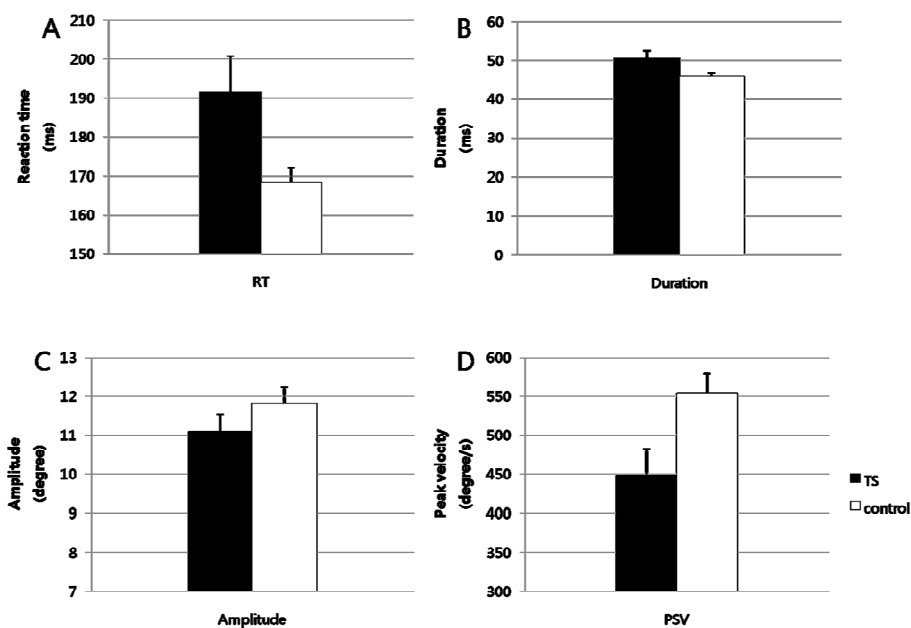 A
Reaction time
(ms)
210
200
190
180
170
160
150
RT
B
Duration
(ms)
60
50
40
30
20
10
0
Duration
C
Amplitude
(degree)
13
12
11
10
9
8
7
Amplitude
D
Peak velocity
(degree/s)
600
550
500
450
400
350
300
PSV
TS
control